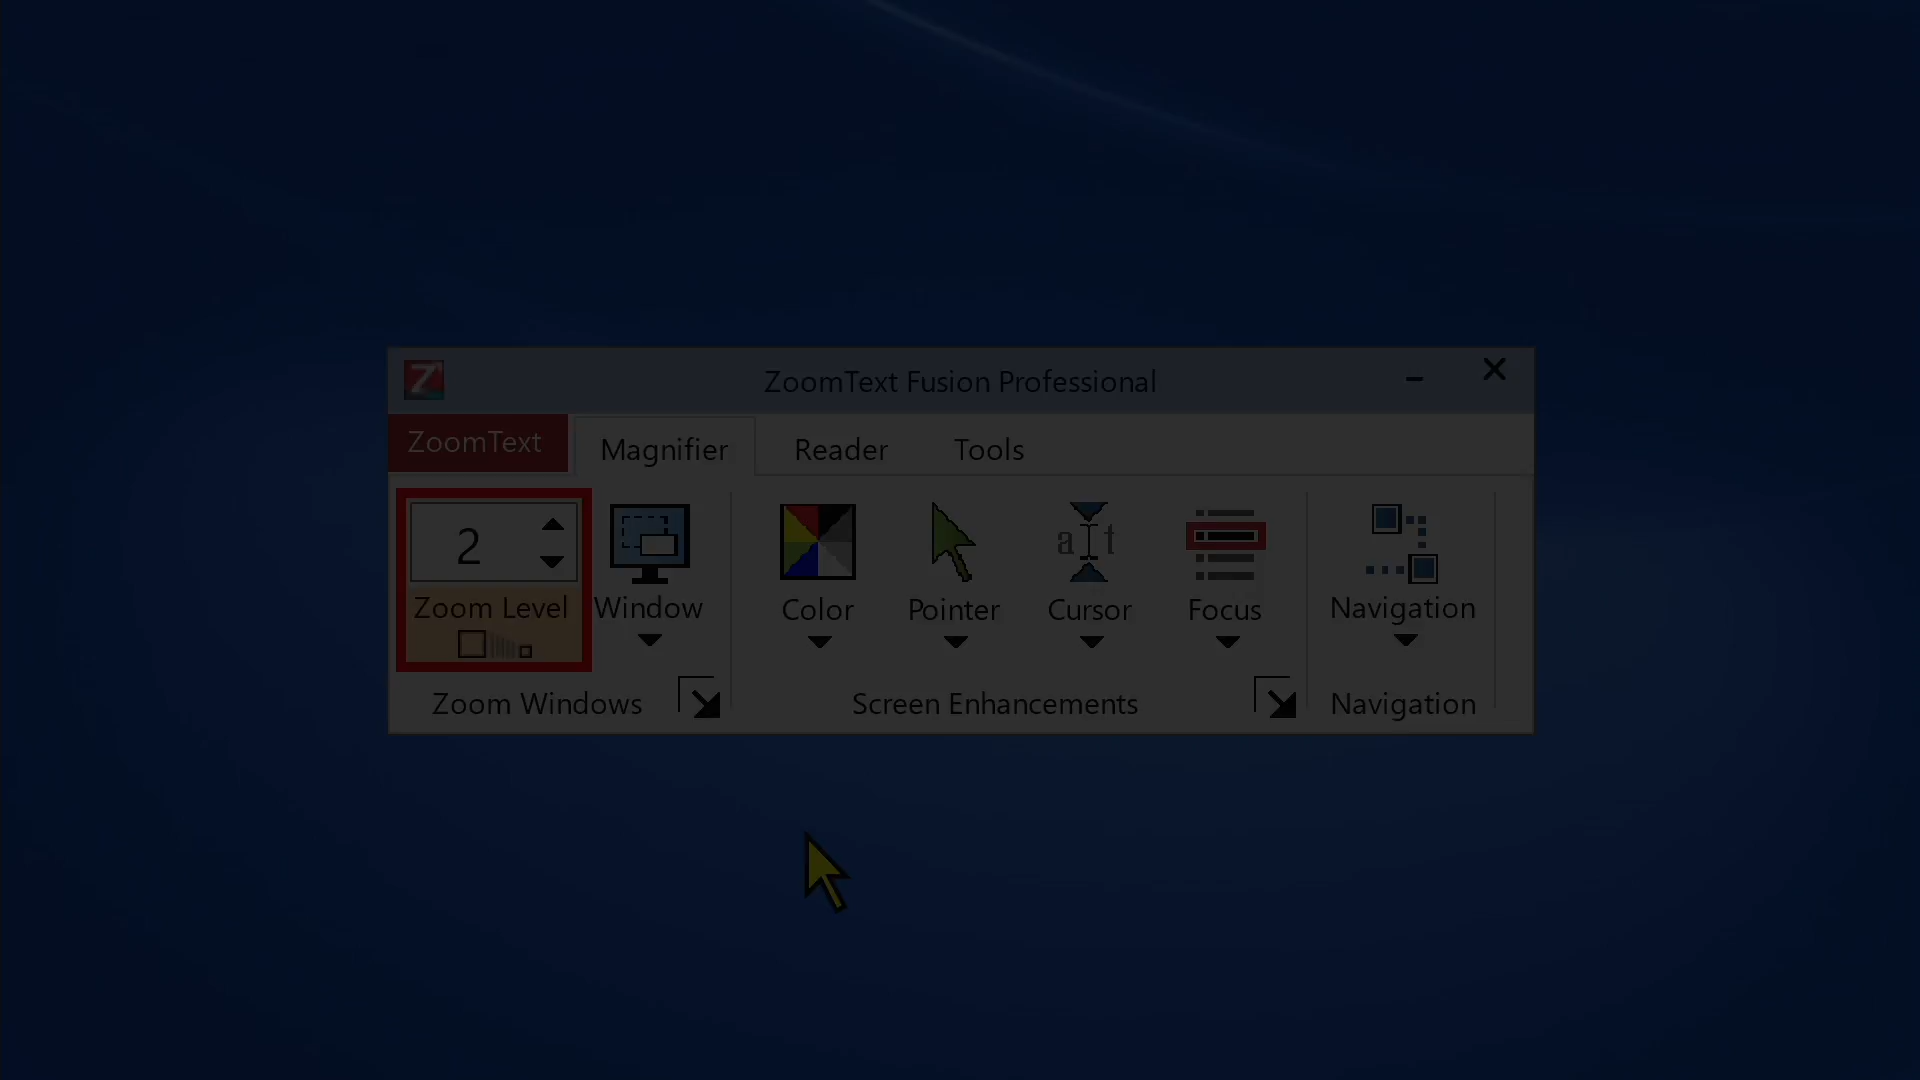 ZoomText Fusion Professional
ZoomText Magnifier Reader Tools
2
a t
Zoom Level Window Color Pointer Cursor Focus Navigation
Zoom Windows Screen Enhancements Navigation